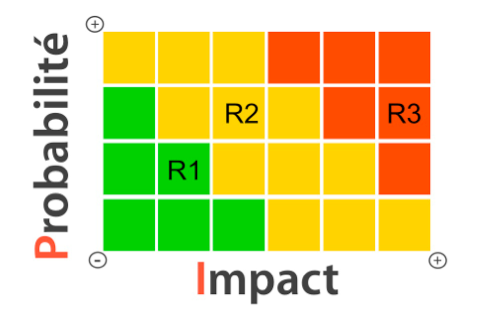 Probabilité
+
R2
R3
R1
-
+
Impact